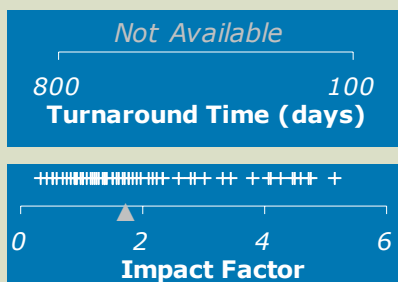 Not Available
800 100
Turnaround Time (days)
0 2 4 6
Impact Factor